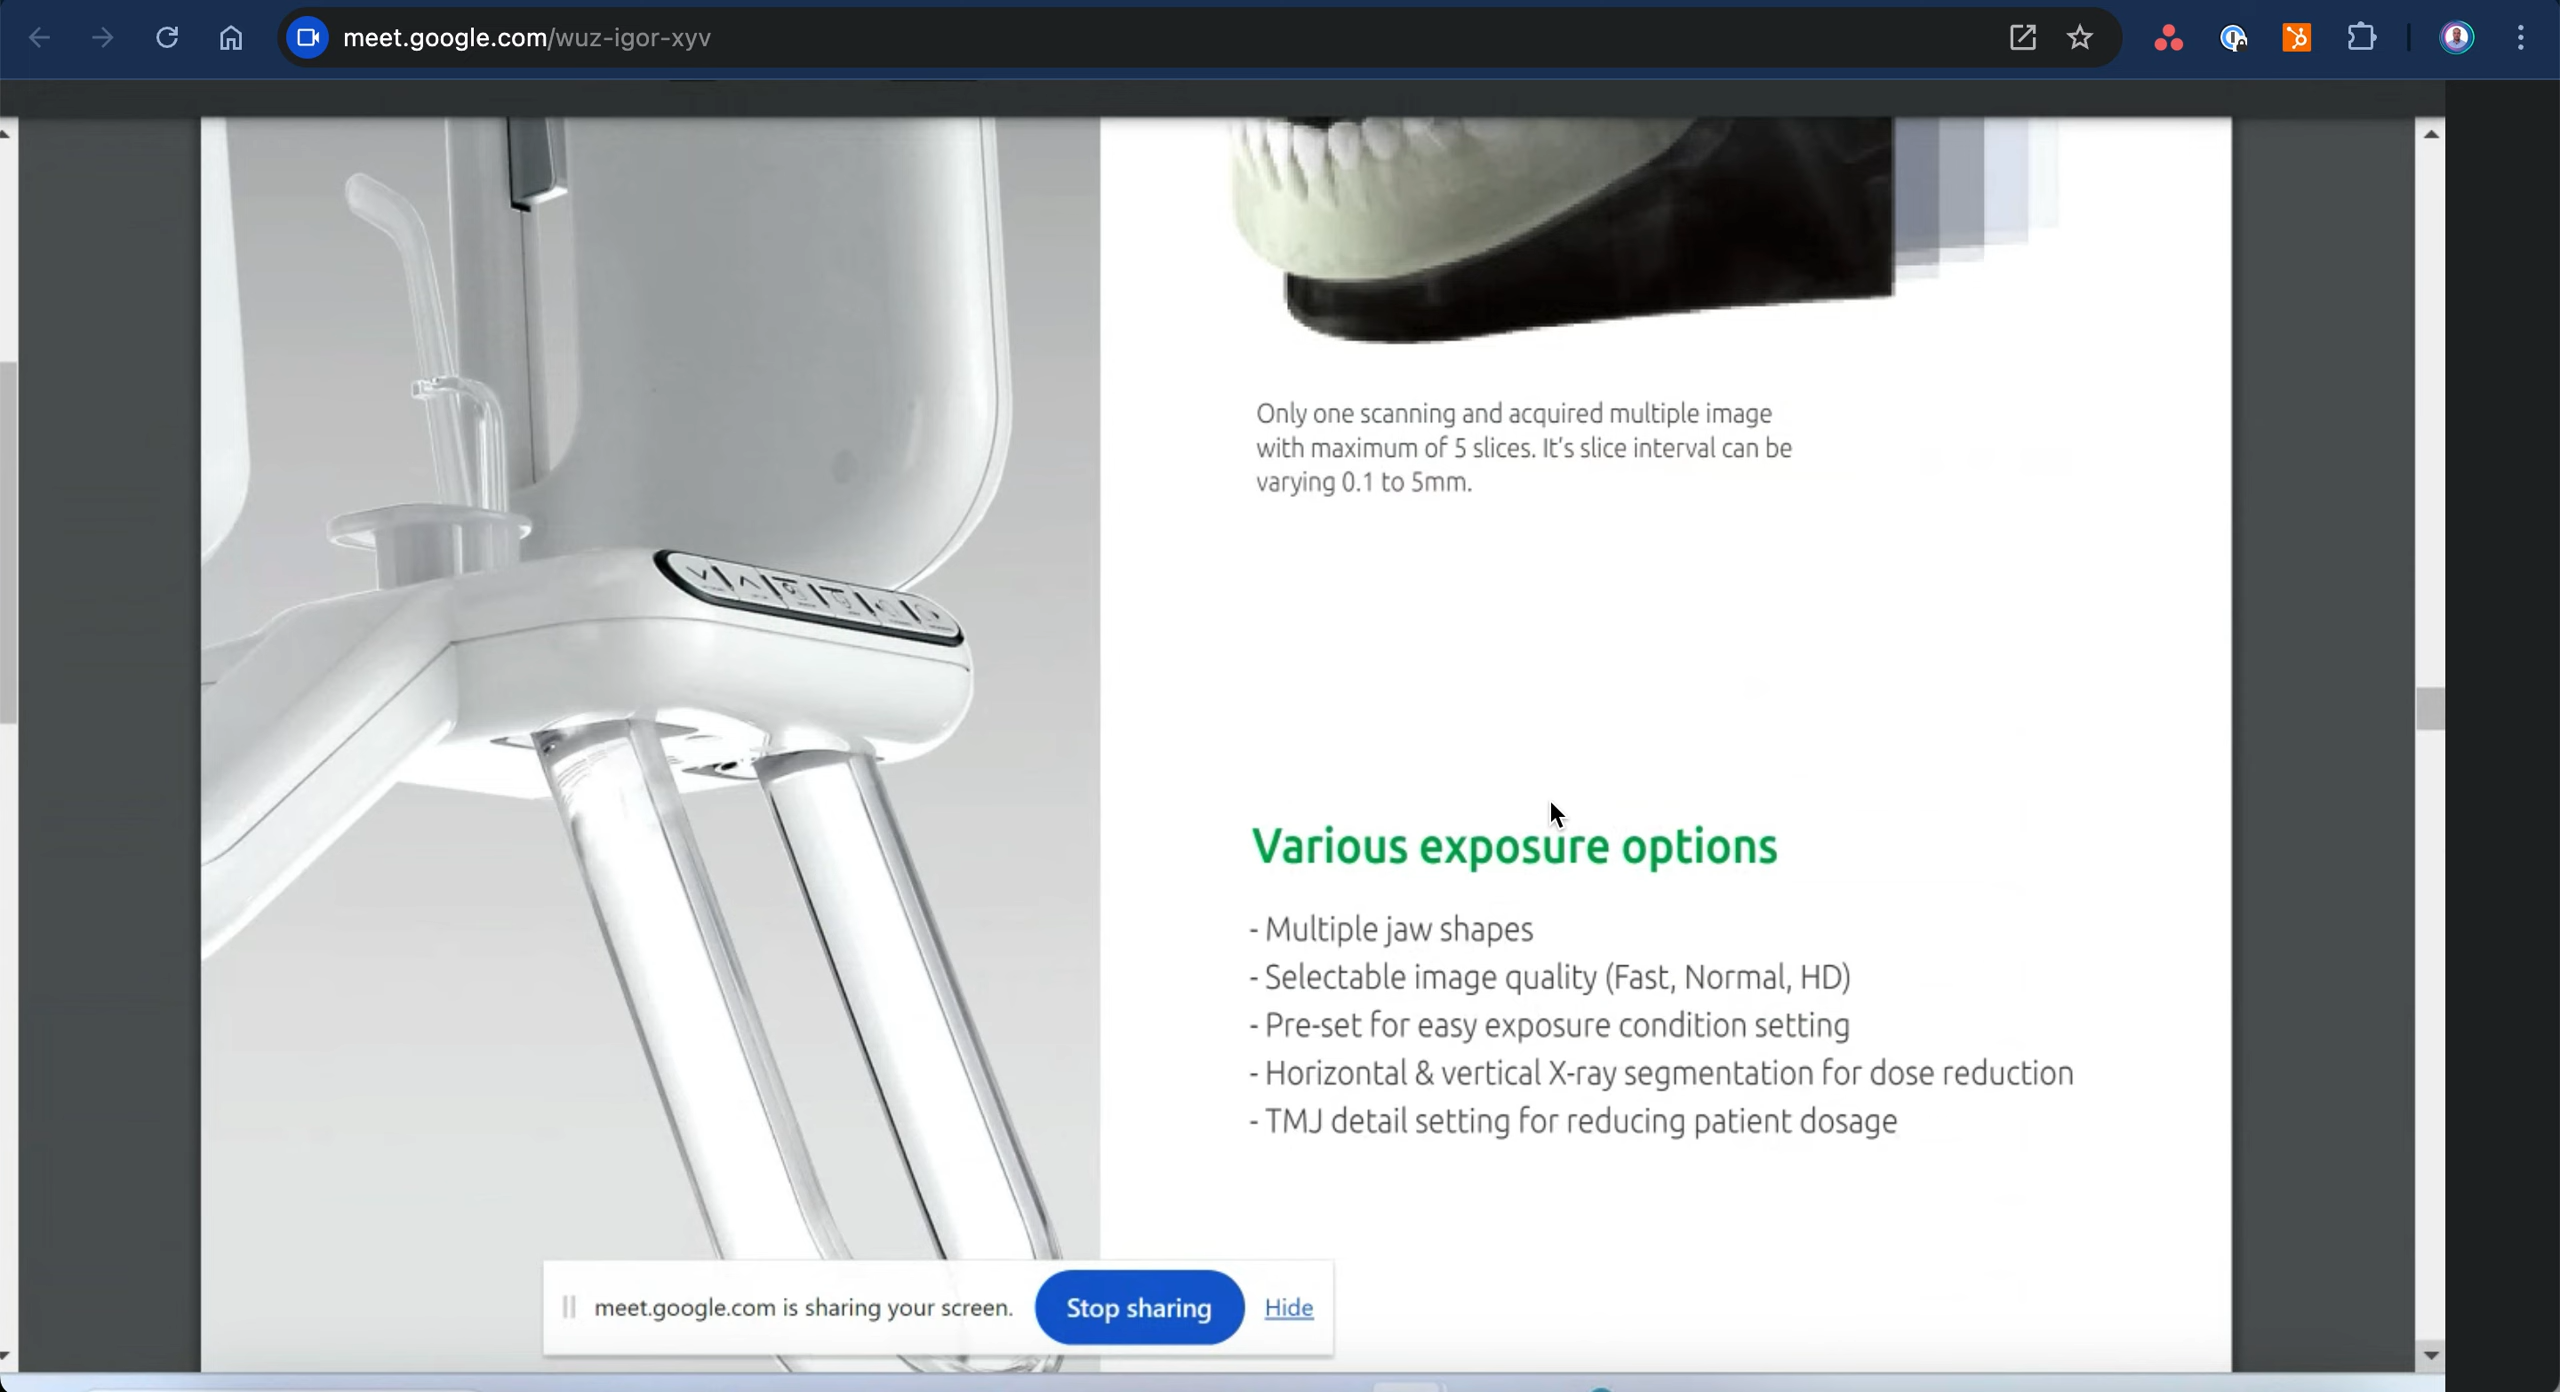 meet.google.com/wuz-igor-xyv
Only one scanning and acquired multiple image
with maximum of 5 slices. It's slice interval can be
varying 0.1 to 5mm.
Various exposure options
- Multiple jaw shapes
- Selectable image quality (Fast, Normal, HD)
- Pre-set for easy exposure condition setting
- Horizontal & vertical X-ray segmentation for dose reduction
- TMJ detail setting for reducing patient dosage
meet.google.com is sharing your screen. Stop sharing Hide